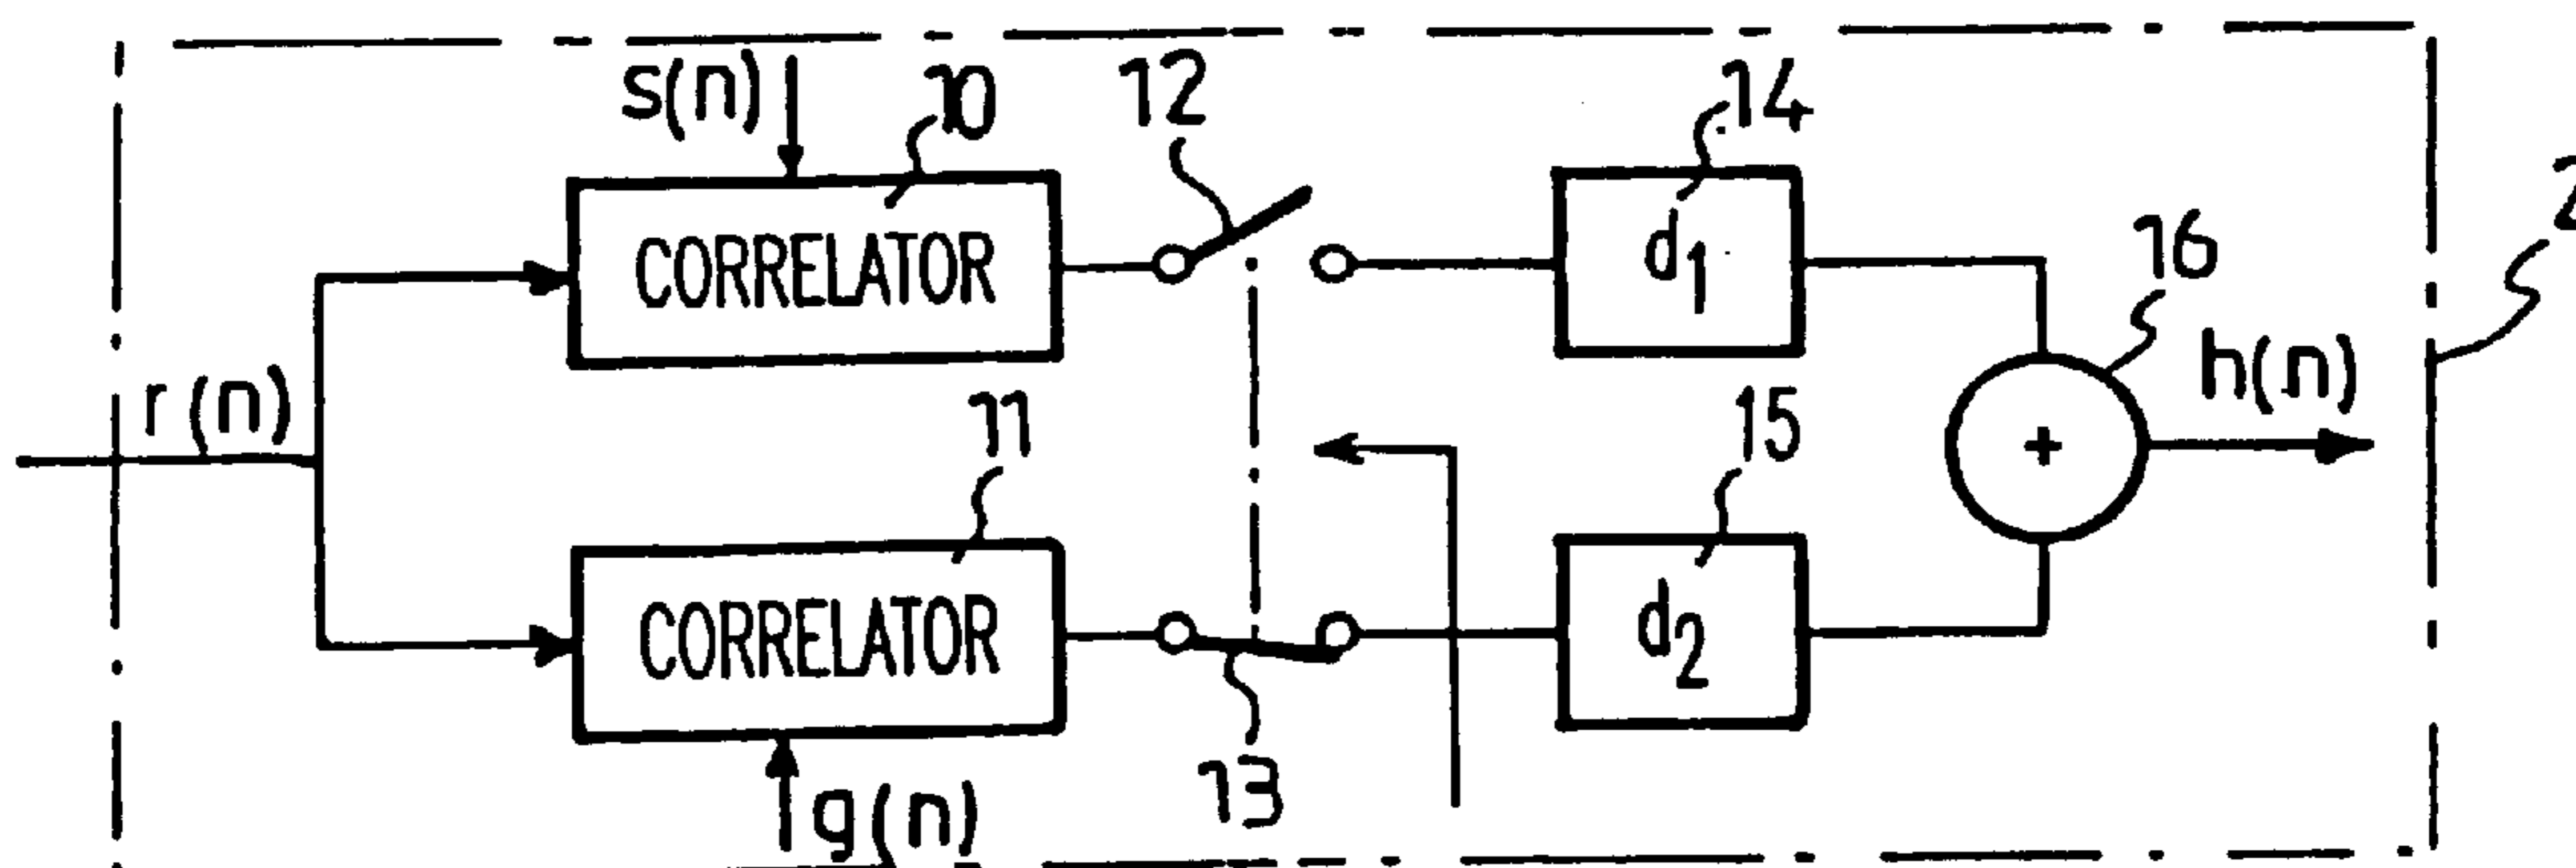 s(n)
10
12
14
CORRELATOR
d1
16
r(n)
h(n)
11
15
CORRELATOR
d2
13
g(n)